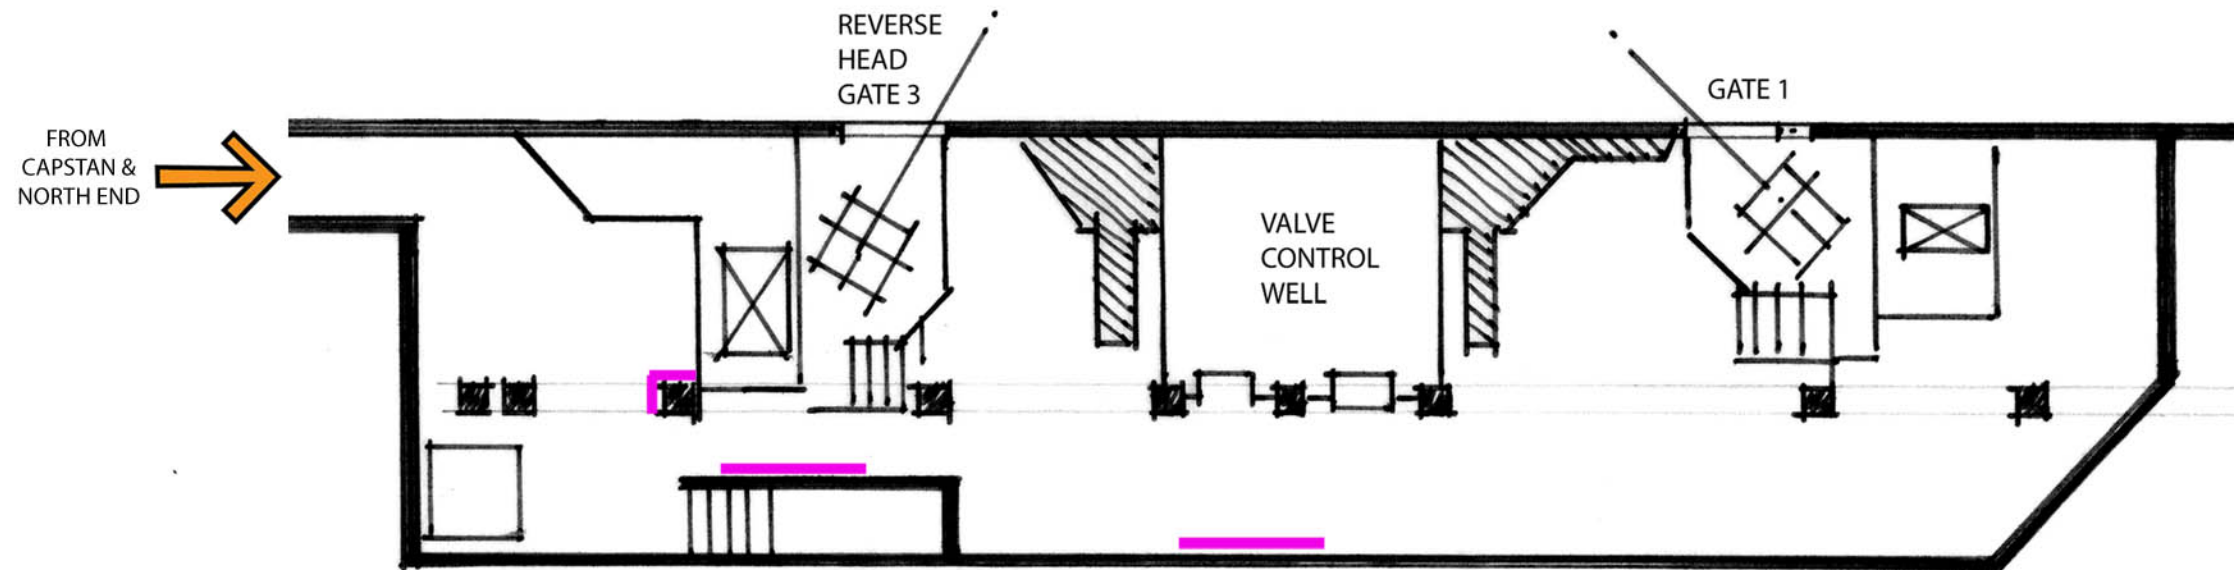 REVERSE
HEAD
GATE 3
GATE 1
FROM
CAPSTAN &
NORTH END
VALVE
CONTROL
WELL